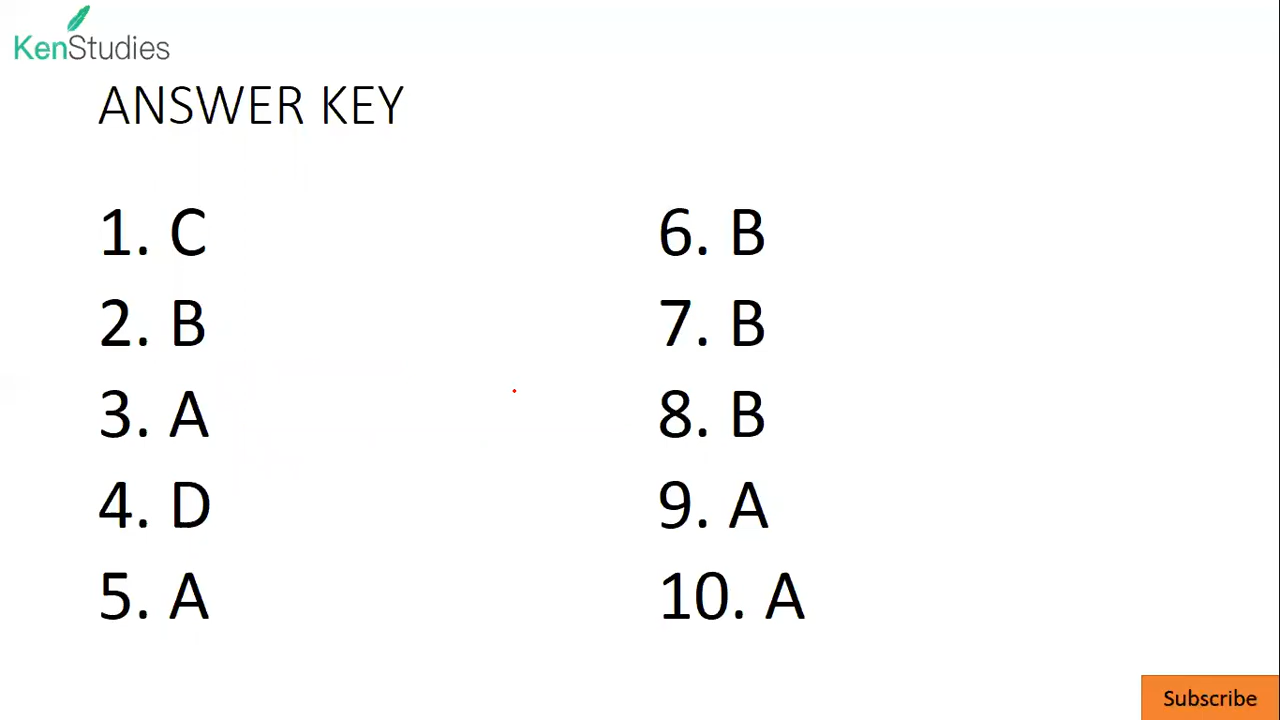 KenStudies
ANSWER KEY
1. C
2. B
3. A
4. D
5. A
6. B
7. B
8. B
9. A
10. A
Subscribe